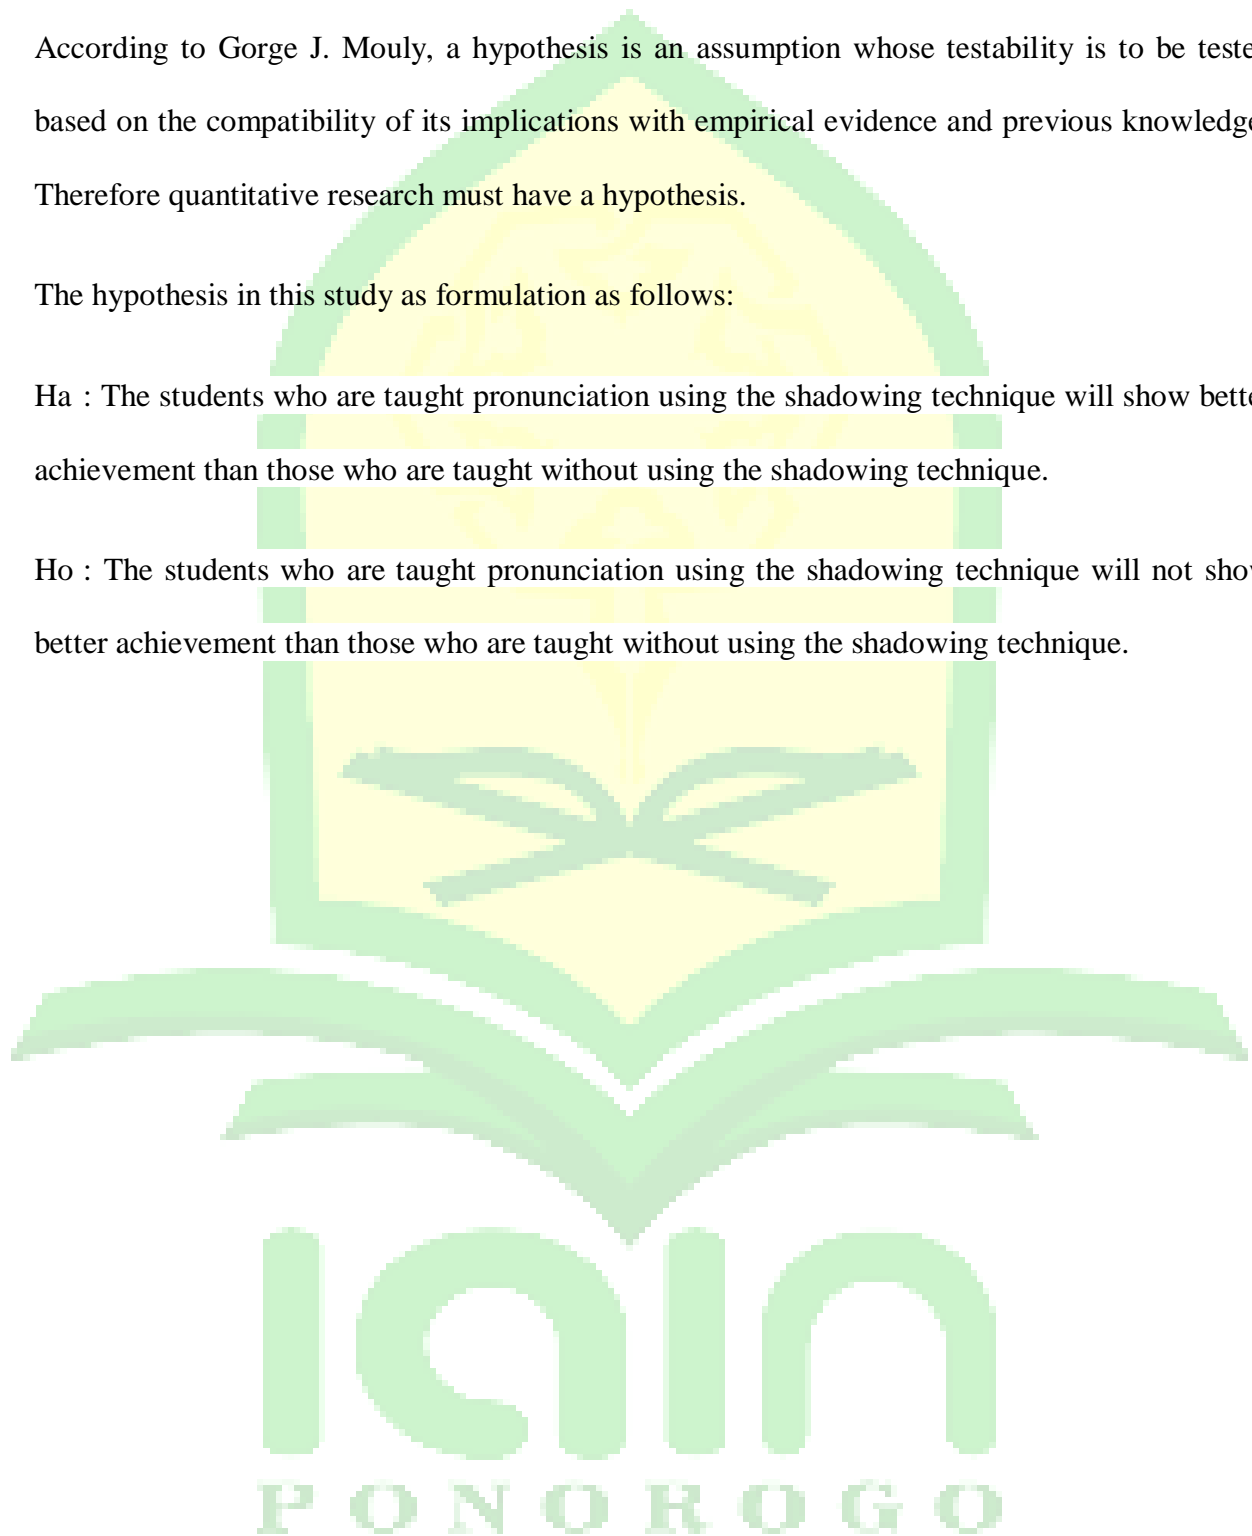 According to Gorge J. Mouly, a hypothesis is an assumption whose testability is to be teste
based on the compatibility of its implications with empirical evidence and previous knowledge
Therefore quantitative research must have a hypothesis.
The hypothesis in this study as formulation as follows:
Ha : The students who are taught pronunciation using the shadowing technique will show bette
achievement than those who are taught without using the shadowing technique.
Ho : The students who are taught pronunciation using the shadowing technique will not show
better achievement than those who are taught without using the shadowing technique.
iain
PONOROGO